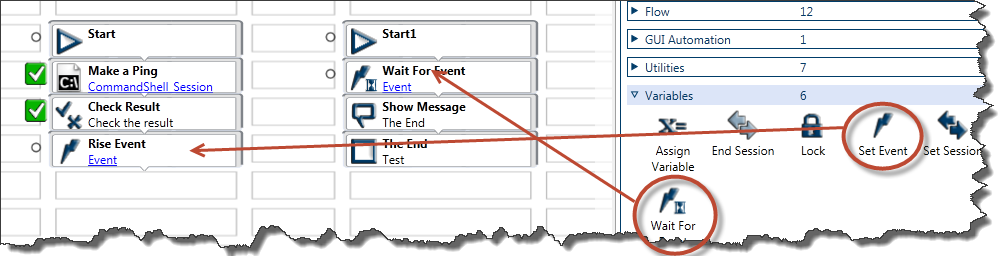 Start
Make a Ping
CommandShell_Session
Check Result
Check the result
Rise Event
Event
Start1
Wait For Event
Event
Show Message
The End
The End
Test
Flow 12
GUI Automation 1
Utilities 7
Variables 6
X=
Assign Variable
End Session
Lock
Set Event
Set Session
Wait For
C:\